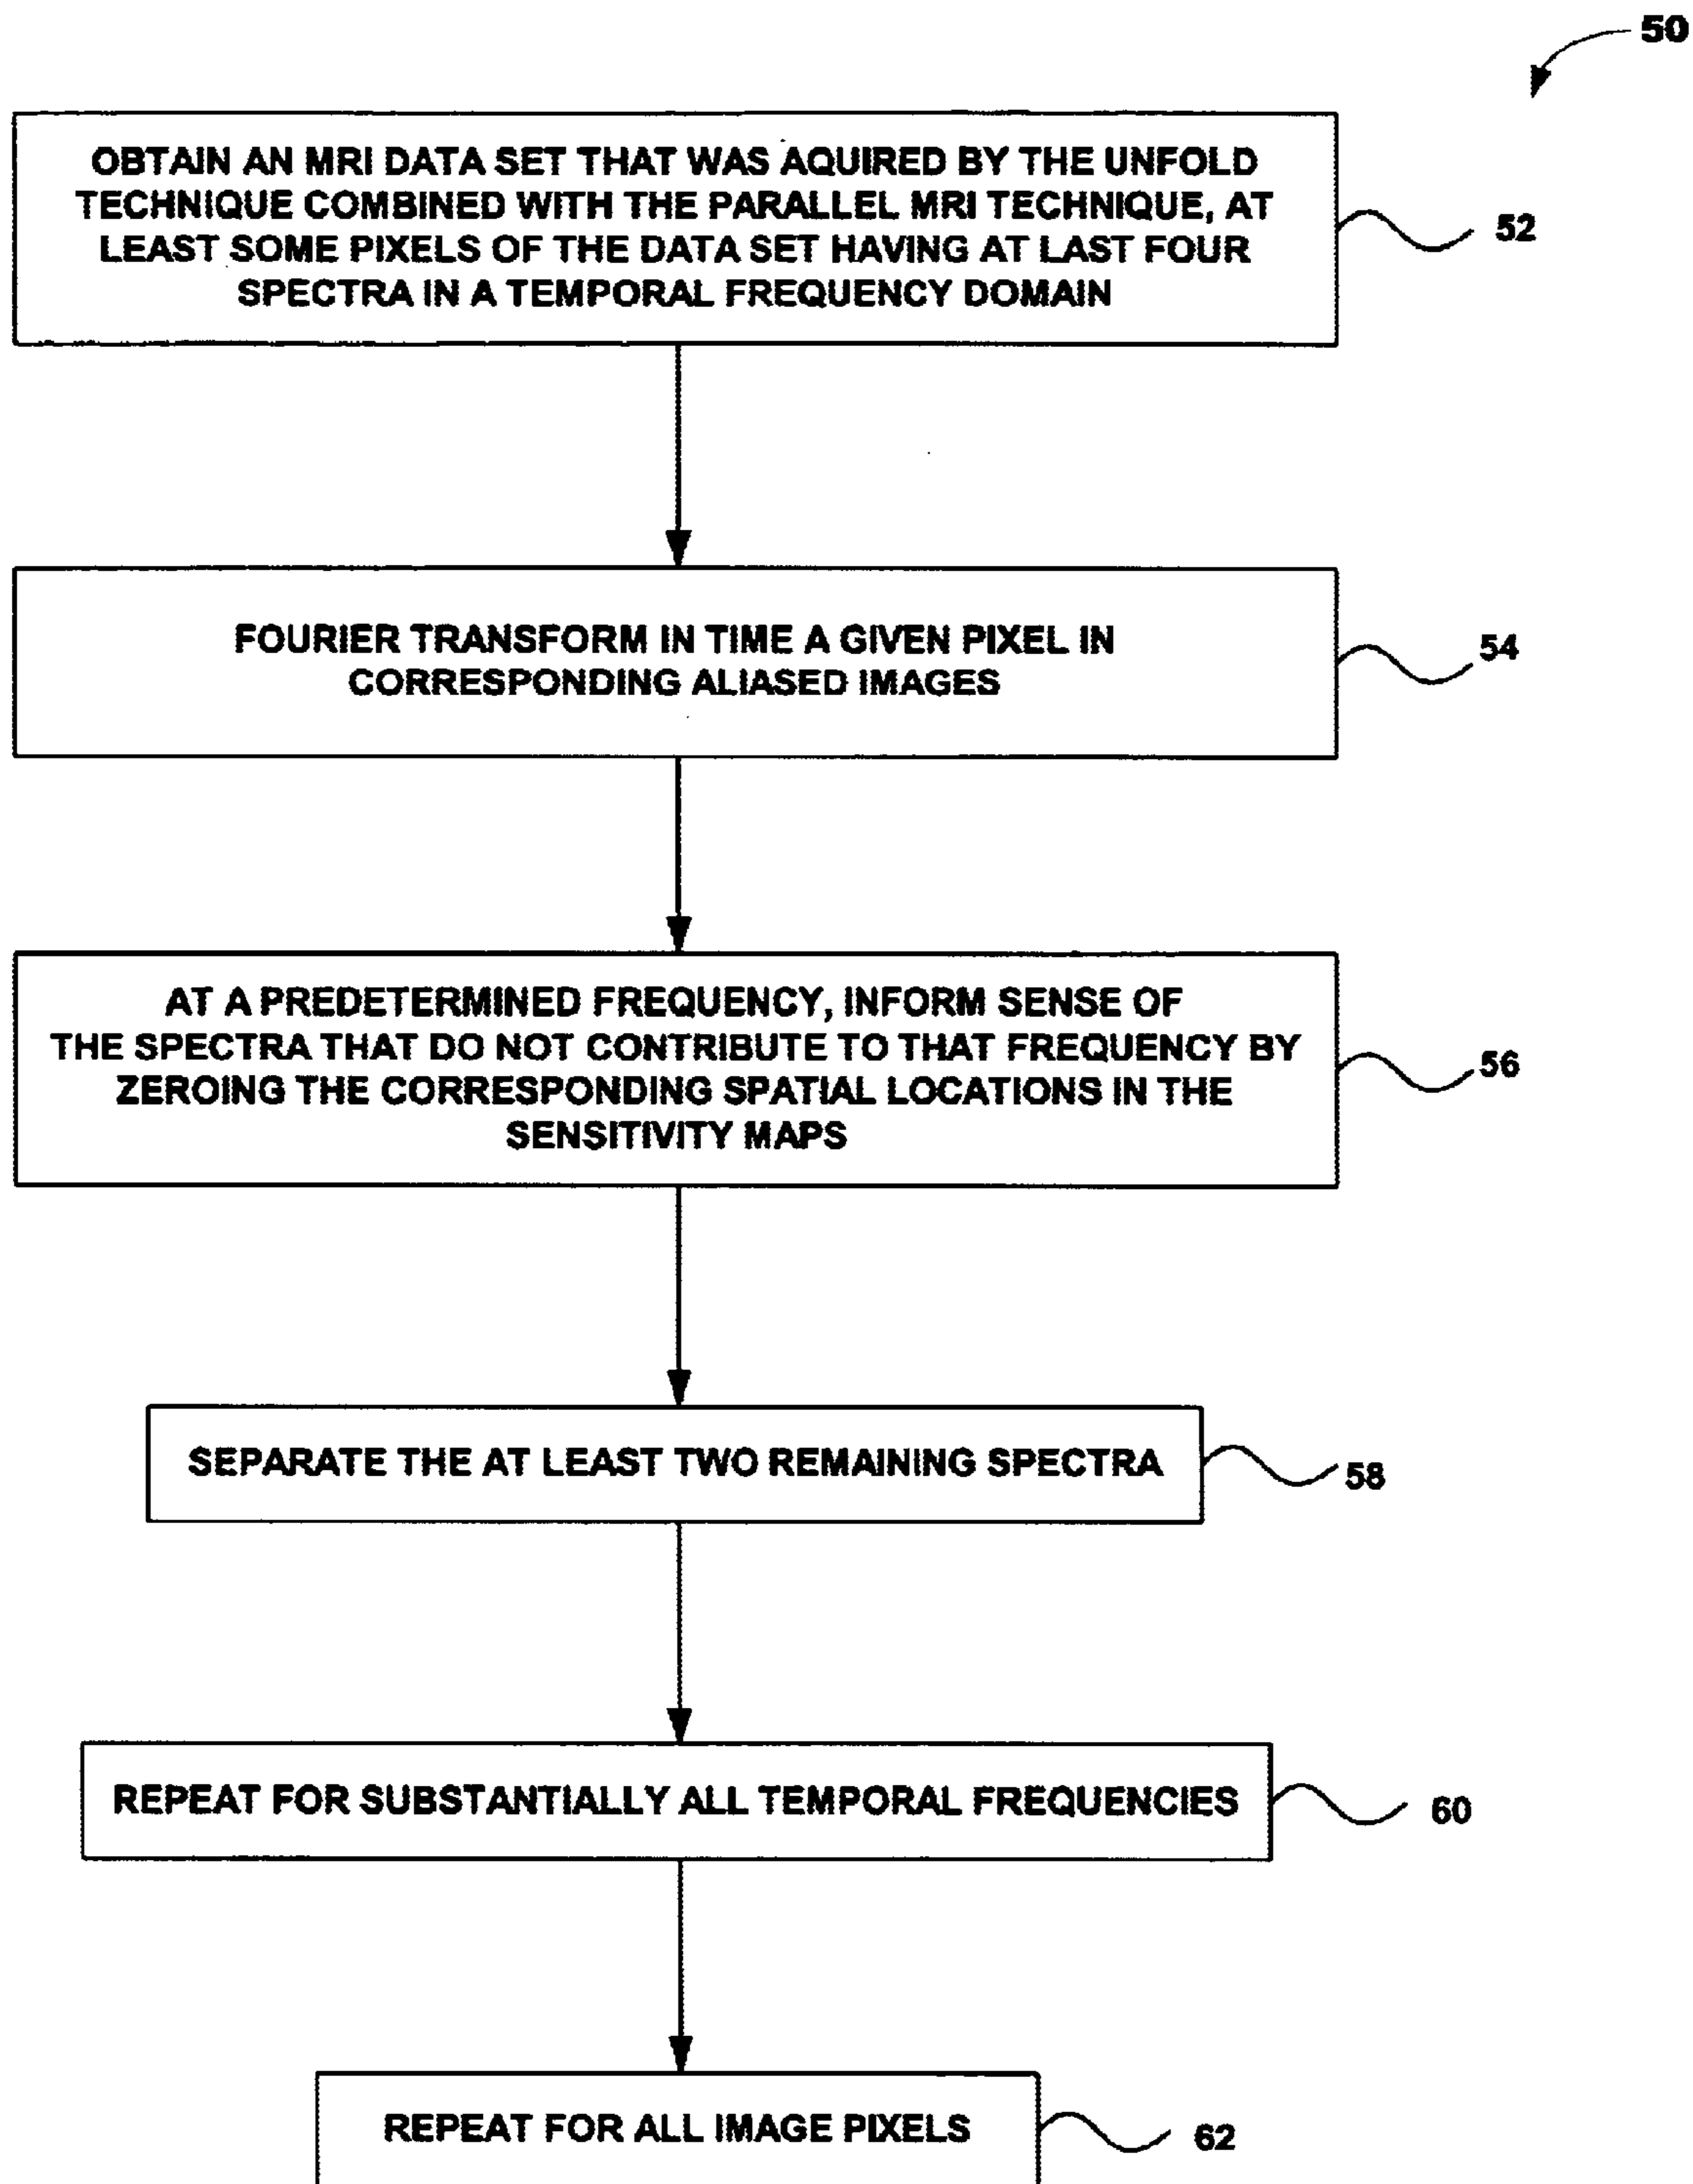 50
OBTAIN AN MRI DATA SET THAT WAS AQUIRED BY THE UNFOLD
TECHNIQUE COMBINED WITH THE PARALLEL MRI TECHNIQUE, AT
LEAST SOME PIXELS OF THE DATA SET HAVING AT LAST FOUR
SPECTRA IN A TEMPORAL FREQUENCY DOMAIN
52
FOURIER TRANSFORM IN TIME A GIVEN PIXEL IN
CORRESPONDING ALIASED IMAGES
54
AT A PREDETERMINED FREQUENCY, INFORM SENSE OF
THE SPECTRA THAT DO NOT CONTRIBUTE TO THAT FREQUENCY BY
ZEROING THE CORRESPONDING SPATIAL LOCATIONS IN THE
SENSITIVITY MAPS
56
SEPARATE THE AT LEAST TWO REMAINING SPECTRA
58
REPEAT FOR SUBSTANTIALLY ALL TEMPORAL FREQUENCIES
60
REPEAT FOR ALL IMAGE PIXELS
62